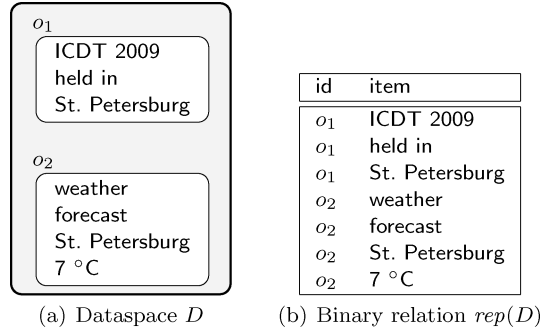 o₁
ICDT 2009
held in
St. Petersburg
o₂
weather
forecast
St. Petersburg
7 °C
(a) Dataspace D
id item
o₁ ICDT 2009
o₁ held in
o₁ St. Petersburg
o₂ weather
o₂ forecast
o₂ St. Petersburg
o₂ 7 °C
(b) Binary relation rep(D)